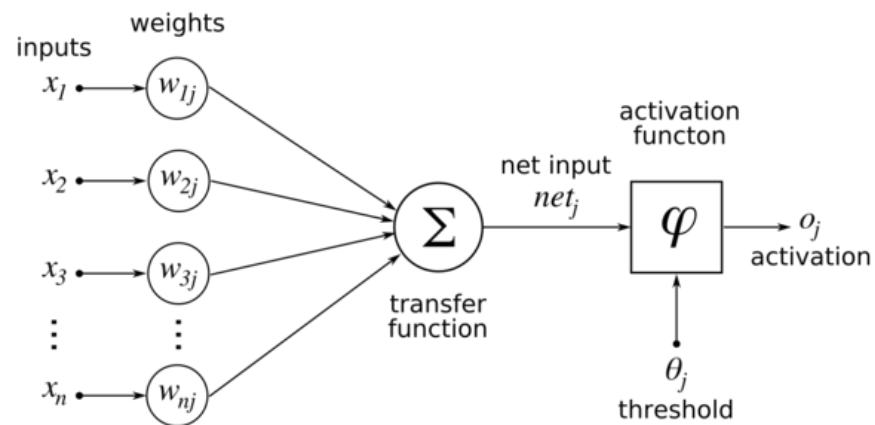 inputs
weights
x1
w1j
x2
w2j
x3
w3j
⋮
⋮
xn
wnj
Σ
transfer
function
net input
netj
activation
functon
φ
θj
threshold
oj
activation